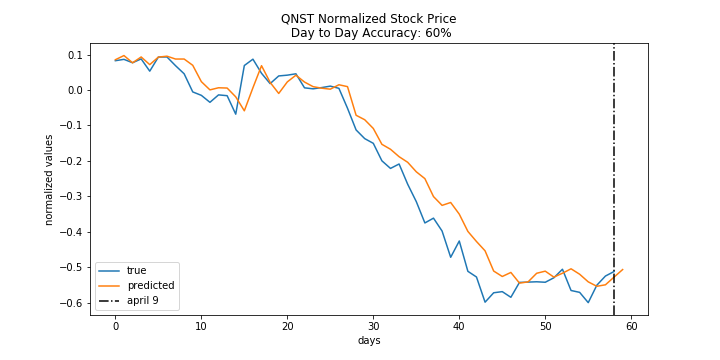 QNST Normalized Stock Price
Day to Day Accuracy: 60%
normalized values
0.1
0.0
−0.1
−0.2
−0.3
−0.4
−0.5
−0.6
true
predicted
april 9
0 10 20 30 40 50 60
days